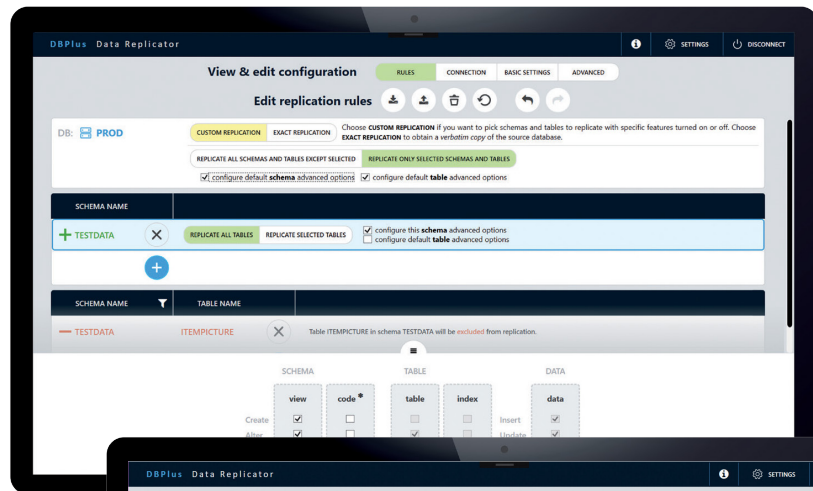 DBPlus Data Replicator
SETTINGS
DISCONNECT
View & edit configuration
RULES
CONNECTION
BASIC SETTINGS
ADVANCED
Edit replication rules
DB: PROD
CUSTOM REPLICATION
EXACT REPLICATION
Choose CUSTOM REPLICATION if you want to pick schemas and tables to replicate with specific features turned on or off. Choose
EXACT REPLICATION to obtain a verbatim copy of the source database.
REPLICATE ALL SCHEMAS AND TABLES EXCEPT SELECTED
REPLICATE ONLY SELECTED SCHEMAS AND TABLES
configure default schema advanced options
configure default table advanced options
SCHEMA NAME
TESTDATA
REPLICATE ALL TABLES
REPLICATE SELECTED TABLES
configure this schema advanced options
configure default table advanced options
SCHEMA NAME
TABLE NAME
TESTDATA
ITEMPICTURE
Table ITEMPICTURE in schema TESTDATA will be excluded from replication.
SCHEMA
TABLE
DATA
view
code *
table
index
data
Create
Insert
Alter
Update
DBPlus Data Replicator
SETTINGS